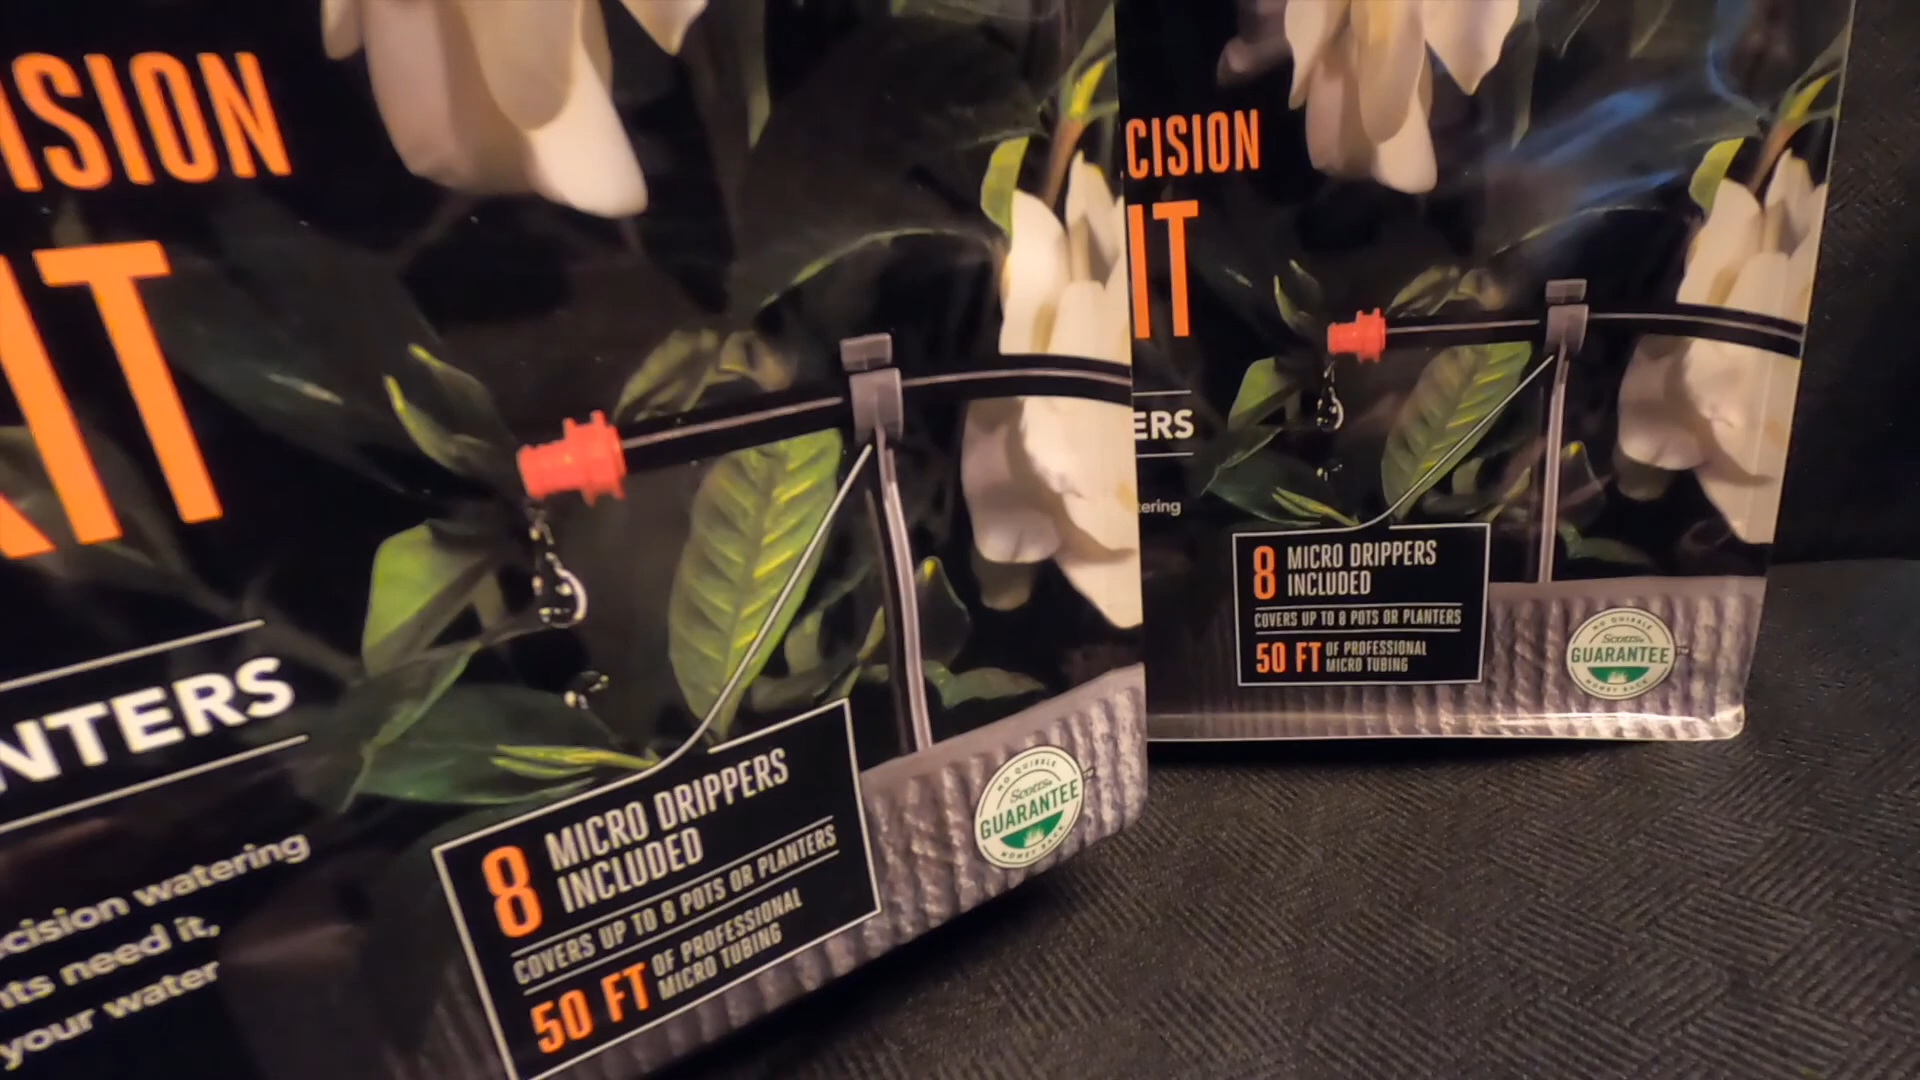 ISION
IT
NTERS
cision watering
nts need it,
your water
8 MICRO DRIPPERS
INCLUDED
COVERS UP TO 8 POTS OR PLANTERS
50 FT OF PROFESSIONAL
MICRO TUBING
NO QUIBBLE
Scotts
GUARANTEE
MONEY BACK
CISION
IT
ERS
tering
8 MICRO DRIPPERS
INCLUDED
COVERS UP TO 8 POTS OR PLANTERS
50 FT OF PROFESSIONAL
MICRO TUBING
NO QUIBBLE
Scotts
GUARANTEE™
MONEY BACK